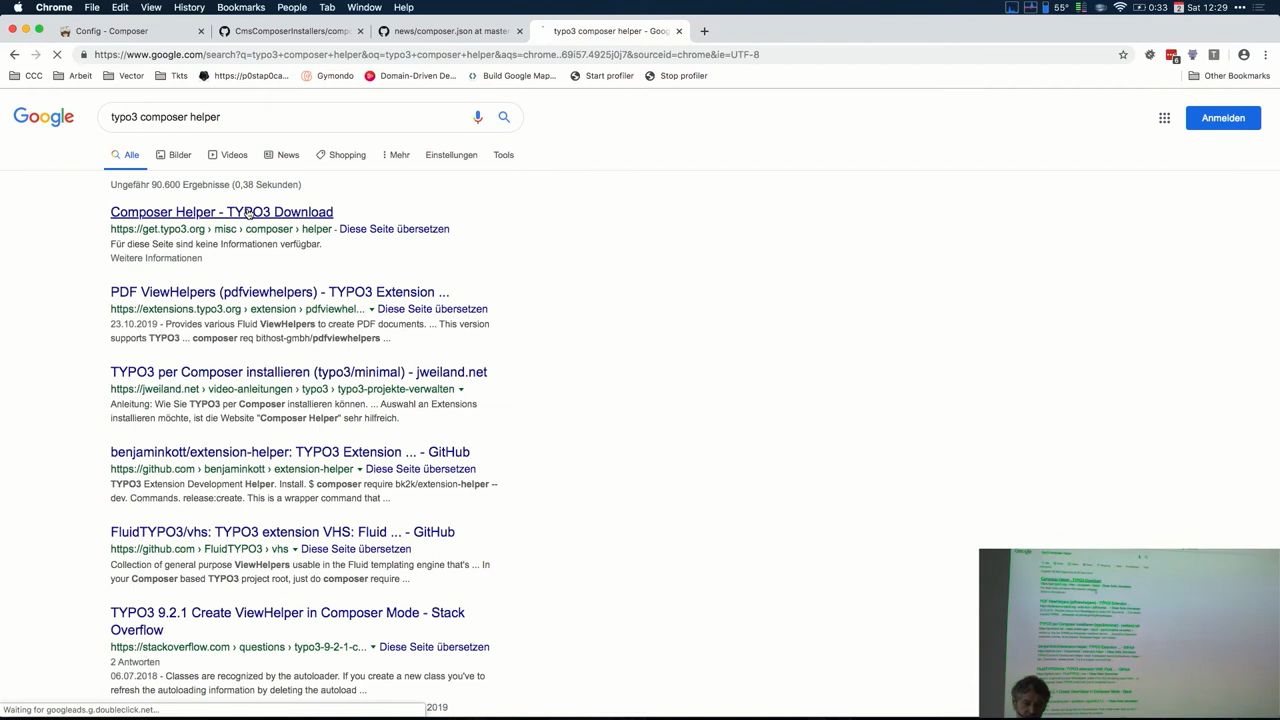 Chrome File Edit View History Bookmarks People Tab Window Help 55° 0:33 Sat 12:29
Config - Composer
CmsComposerInstallers/compo
news/composer.json at master
typo3 composer helper - Goo
https://www.google.com/search?q=typo3+composer+helper&oq=typo3+composer+helper&aqs=chrome..69i57.4925j0j7&sourceid=chrome&ie=UTF-8
CCC Arbeit Vector Tkts https://p0stap0ca... Gymondo Domain-Driven De... Build Google Map... Start profiler Stop profiler Other Bookmarks
Google
typo3 composer helper
Anmelden
Alle Bilder Videos News Shopping Mehr Einstellungen Tools
Ungefähr 90.600 Ergebnisse (0,38 Sekunden)
Composer Helper - TYPO3 Download
https://get.typo3.org › misc › composer › helper - Diese Seite übersetzen
Für diese Seite sind keine Informationen verfügbar.
Weitere Informationen
PDF ViewHelpers (pdfviewhelpers) - TYPO3 Extension ...
https://extensions.typo3.org › extension › pdfviewhel... Diese Seite übersetzen
23.10.2019 - Provides various Fluid ViewHelpers to create PDF documents. ... This version
supports TYPO3 ... composer req bithost-gmbh/pdfviewhelpers ...
TYPO3 per Composer installieren (typo3/minimal) - jweiland.net
https://jweiland.net › video-anleitungen › typo3 › typo3-projekte-verwalten
Anleitung: Wie Sie TYPO3 per Composer installieren können. ... Auswahl an Extensions
installieren möchte, ist die Website "Composer Helper" sehr hilfreich.
benjaminkott/extension-helper: TYPO3 Extension ... - GitHub
https://github.com › benjaminkott › extension-helper Diese Seite übersetzen
TYPO3 Extension Development Helper. Install. $ composer require bk2k/extension-helper --
dev. Commands. release:create. This is a wrapper command that ...
FluidTYPO3/vhs: TYPO3 extension VHS: Fluid ... - GitHub
https://github.com › FluidTYPO3 › vhs Diese Seite übersetzen
Collection of general purpose ViewHelpers usable in the Fluid templating engine that's ... In
your Composer based TYPO3 project root, just do composer require ...
TYPO3 9.2.1 Create ViewHelper in Composer Mode - Stack
Overflow
https://stackoverflow.com › questions › typo3-9-2-1-c... Diese Seite übersetzen
2 Antworten
06.07.2018 - Classes are recognized by the autoloader. If you create a new class you've to
refresh the autoloading information by deleting the autoload ...
2019
Waiting for googleads.g.doubleclick.net...